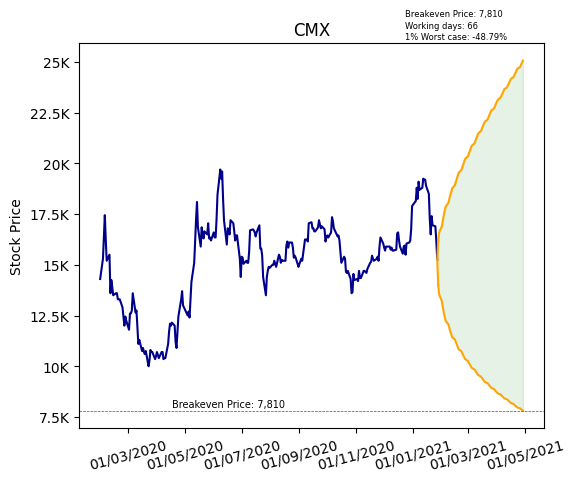 Breakeven Price: 7,810
Working days: 66
1% Worst case: -48.79%
CMX
25K
22.5K
20K
17.5K
15K
12.5K
10K
7.5K
Stock Price
Breakeven Price: 7,810
01/03/2020
01/05/2020
01/07/2020
01/09/2020
01/11/2020
01/01/2021
01/03/2021
01/05/2021